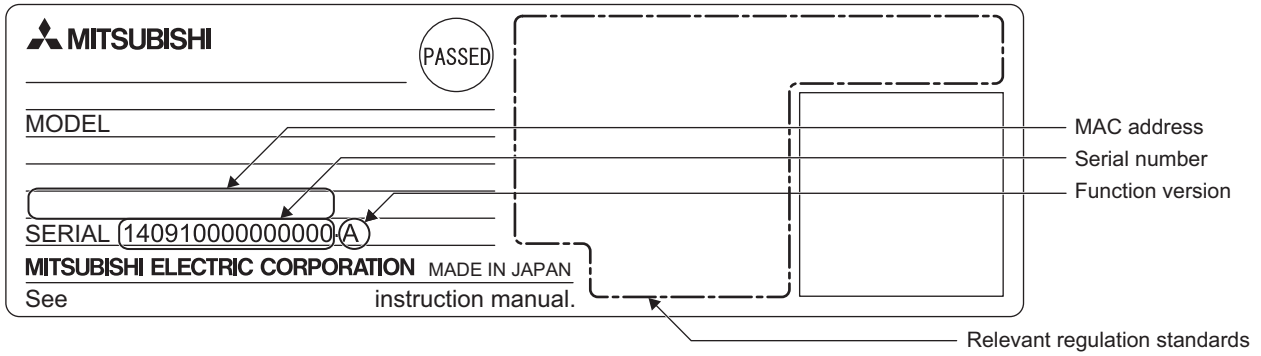 MITSUBISHI
PASSED
MODEL
MAC address
Serial number
Function version
SERIAL 140910000000000-A
MITSUBISHI ELECTRIC CORPORATION MADE IN JAPAN
See instruction manual.
Relevant regulation standards